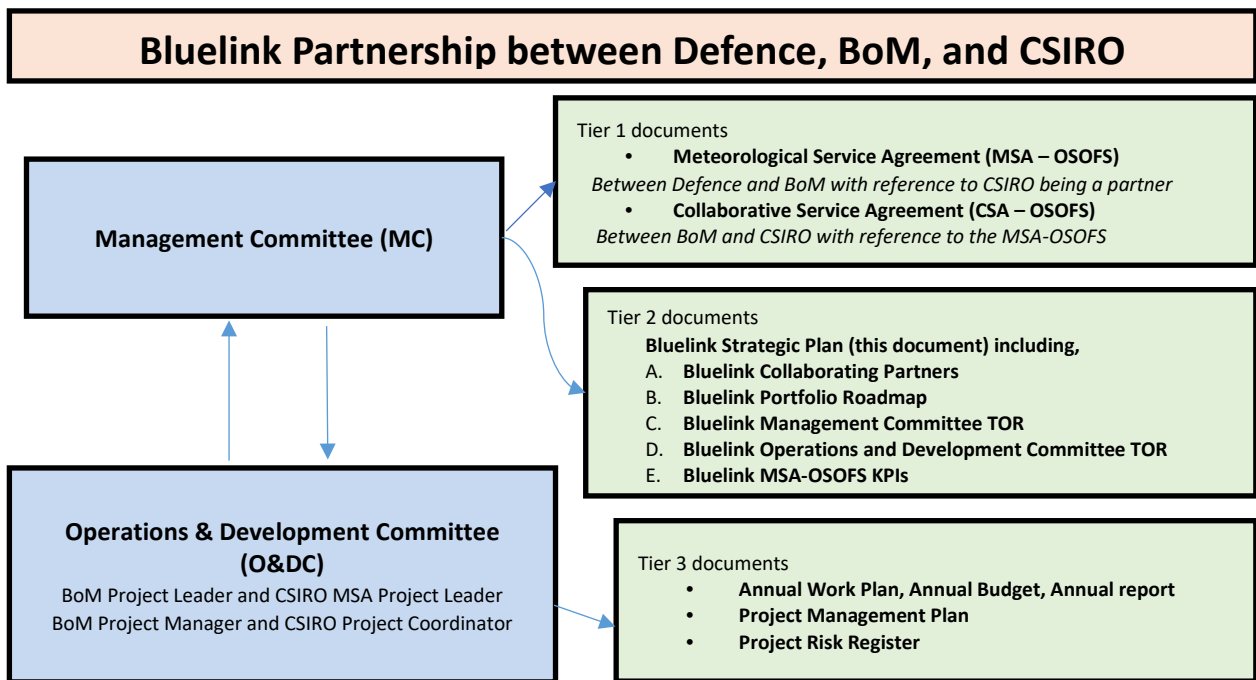 Bluelink Partnership between Defence, BoM, and CSIRO
Management Committee (MC)
Tier 1 documents
• Meteorological Service Agreement (MSA – OSOFS)
Between Defence and BoM with reference to CSIRO being a partner
• Collaborative Service Agreement (CSA – OSOFS)
Between BoM and CSIRO with reference to the MSA-OSOFS
Tier 2 documents
Bluelink Strategic Plan (this document) including,
A. Bluelink Collaborating Partners
B. Bluelink Portfolio Roadmap
C. Bluelink Management Committee TOR
D. Bluelink Operations and Development Committee TOR
E. Bluelink MSA-OSOFS KPIs
Operations & Development Committee
(O&DC)
BoM Project Leader and CSIRO MSA Project Leader
BoM Project Manager and CSIRO Project Coordinator
Tier 3 documents
• Annual Work Plan, Annual Budget, Annual report
• Project Management Plan
• Project Risk Register